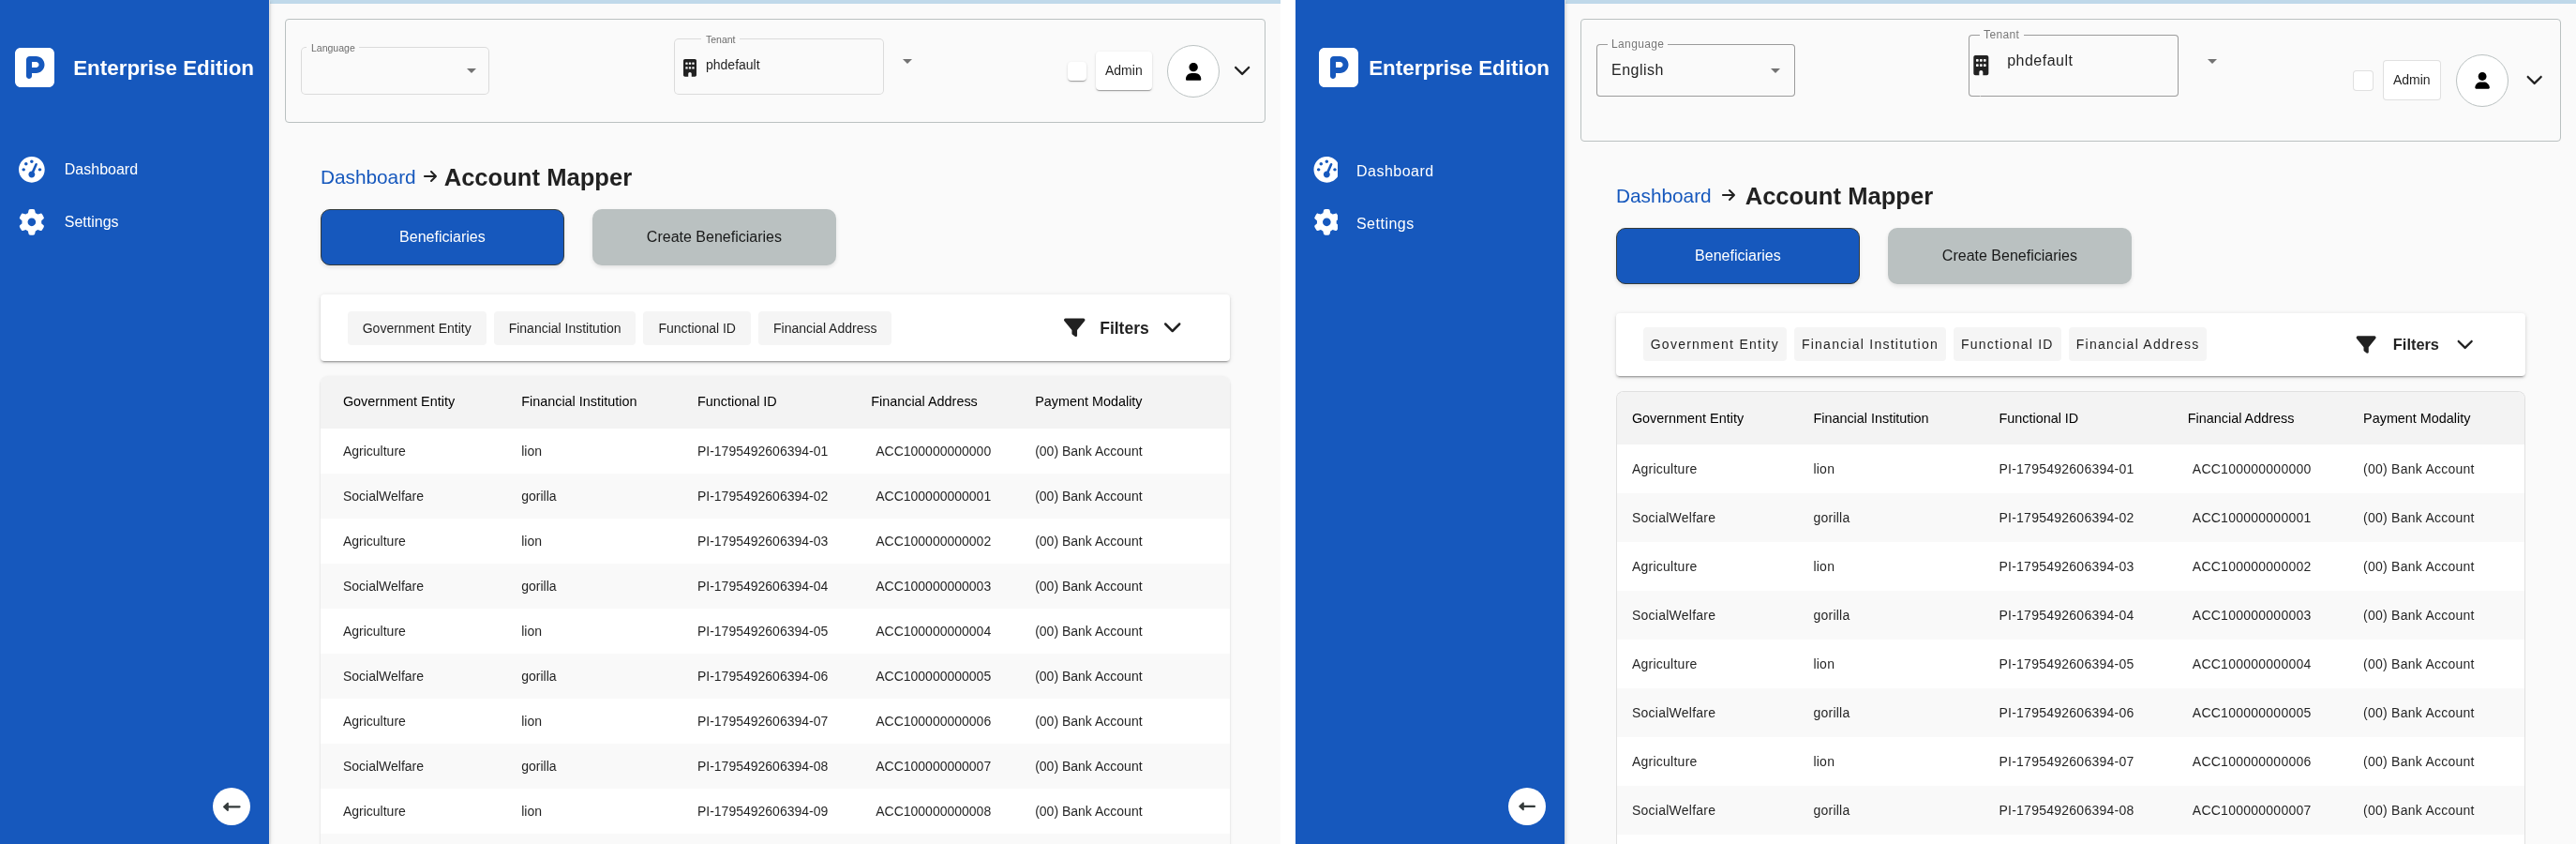 Enterprise Edition
Dashboard
Settings
Language
Tenant
phdefault
Admin
Dashboard → Account Mapper
Beneficiaries
Create Beneficiaries
Government Entity Financial Institution Functional ID Financial Address Filters
Government Entity Financial Institution Functional ID Financial Address Payment Modality
Agriculture lion PI-1795492606394-01 ACC100000000000 (00) Bank Account
SocialWelfare gorilla PI-1795492606394-02 ACC100000000001 (00) Bank Account
Agriculture lion PI-1795492606394-03 ACC100000000002 (00) Bank Account
SocialWelfare gorilla PI-1795492606394-04 ACC100000000003 (00) Bank Account
Agriculture lion PI-1795492606394-05 ACC100000000004 (00) Bank Account
SocialWelfare gorilla PI-1795492606394-06 ACC100000000005 (00) Bank Account
Agriculture lion PI-1795492606394-07 ACC100000000006 (00) Bank Account
SocialWelfare gorilla PI-1795492606394-08 ACC100000000007 (00) Bank Account
Agriculture lion PI-1795492606394-09 ACC100000000008 (00) Bank Account
Enterprise Edition
Dashboard
Settings
Language
English
Tenant
phdefault
Admin
Dashboard → Account Mapper
Beneficiaries
Create Beneficiaries
Government Entity Financial Institution Functional ID Financial Address Filters
Government Entity Financial Institution Functional ID Financial Address Payment Modality
Agriculture lion PI-1795492606394-01 ACC100000000000 (00) Bank Account
SocialWelfare gorilla PI-1795492606394-02 ACC100000000001 (00) Bank Account
Agriculture lion PI-1795492606394-03 ACC100000000002 (00) Bank Account
SocialWelfare gorilla PI-1795492606394-04 ACC100000000003 (00) Bank Account
Agriculture lion PI-1795492606394-05 ACC100000000004 (00) Bank Account
SocialWelfare gorilla PI-1795492606394-06 ACC100000000005 (00) Bank Account
Agriculture lion PI-1795492606394-07 ACC100000000006 (00) Bank Account
SocialWelfare gorilla PI-1795492606394-08 ACC100000000007 (00) Bank Account